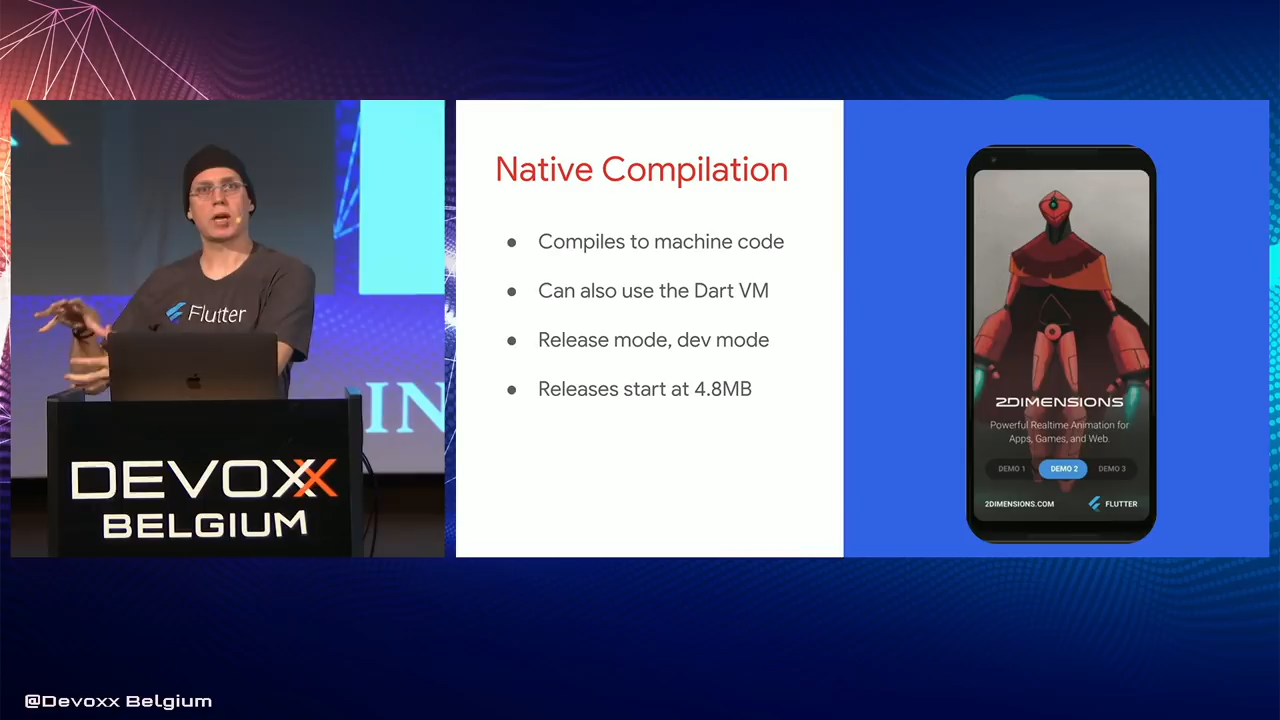 Flutter
IN
DEVOXX
BELGIUM
Native Compilation
● Compiles to machine code
● Can also use the Dart VM
● Release mode, dev mode
● Releases start at 4.8MB
2DIMENSIONS
Powerful Realtime Animation for
Apps, Games, and Web.
DEMO 1 DEMO 2 DEMO 3
2DIMENSIONS.COM FLUTTER
@Devoxx Belgium